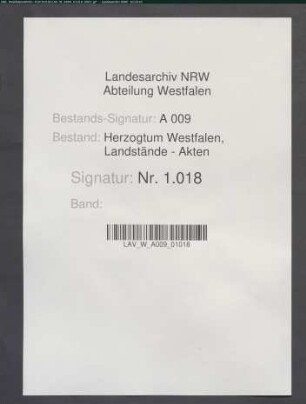 Landesarchiv NRW
Abteilung Westfalen
Bestands-Signatur: A 009
Bestand: Herzogtum Westfalen,
Landstände - Akten
Signatur: Nr. 1.018
Band:
LAV_W_A009_01018